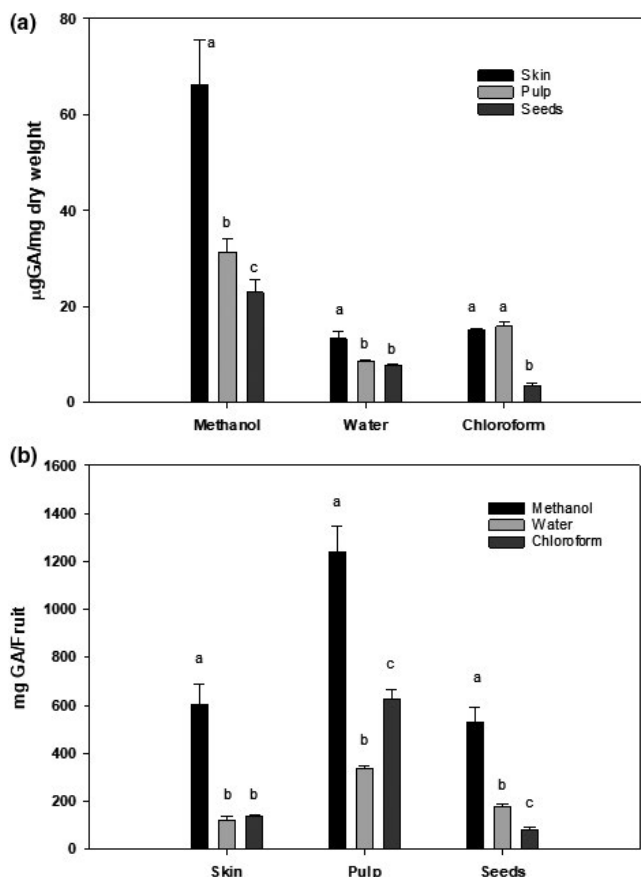 (a)
80
60
40
20
0
µgGA/mg dry weight
a
b
c
a
b
b
a
a
b
Skin
Pulp
Seeds
Methanol
Water
Chloroform
(b)
1600
1400
1200
1000
800
600
400
200
0
mg GA/Fruit
a
b
b
a
b
c
a
b
c
Methanol
Water
Chloroform
Skin
Pulp
Seeds